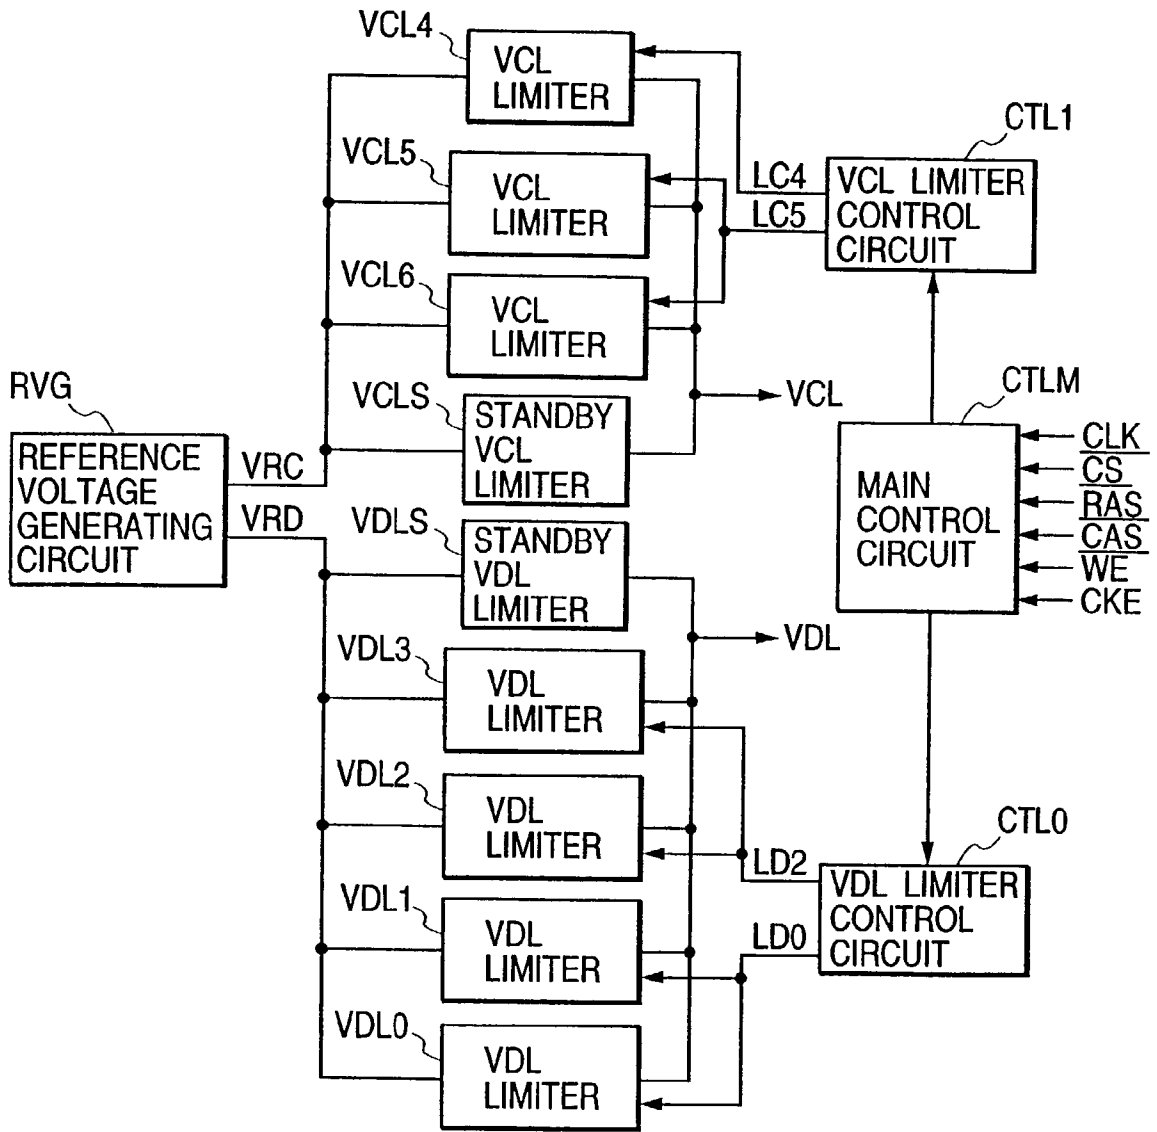 VCL4
VCL
LIMITER
CTL1
VCL5
VCL
LIMITER
LC4
LC5
VCL LIMITER
CONTROL
CIRCUIT
VCL6
VCL
LIMITER
RVG
VCLS
STANDBY
VCL
LIMITER
VCL
CTLM
REFERENCE
VOLTAGE
GENERATING
CIRCUIT
VRC
VRD
MAIN
CONTROL
CIRCUIT
CLK
CS
RAS
CAS
WE
CKE
VDLS
STANDBY
VDL
LIMITER
VDL
VDL3
VDL
LIMITER
VDL2
VDL
LIMITER
CTL0
LD2
LD0
VDL LIMITER
CONTROL
CIRCUIT
VDL1
VDL
LIMITER
VDL0
VDL
LIMITER